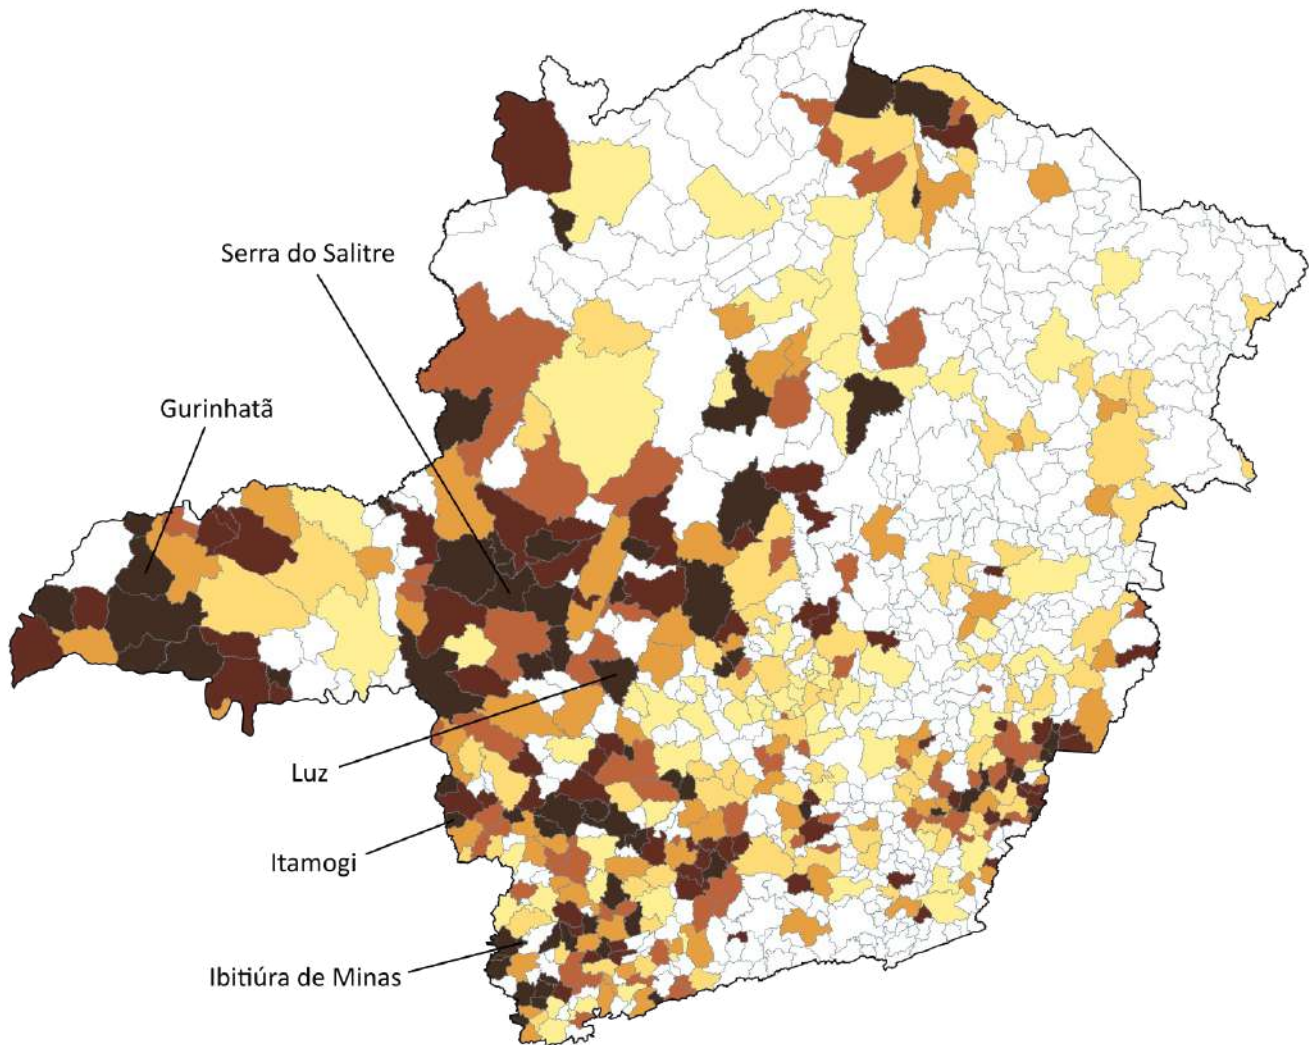 Serra do Salitre
Gurinhatã
Luz
Itamogi
Ibitiúra de Minas